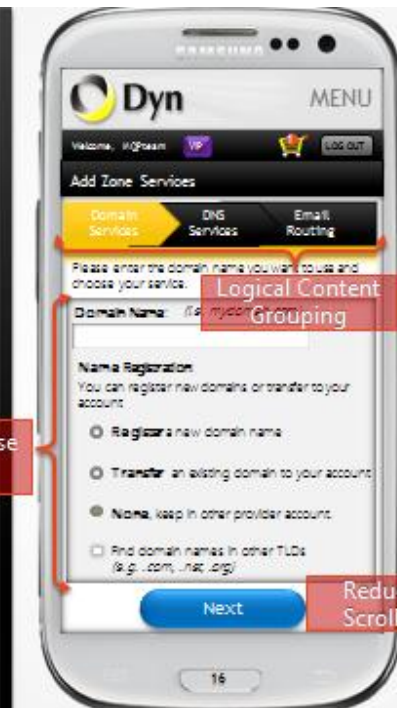 SAMSUNG
Dyn
MENU
Welcome, MQPteam
VIP
LOG OUT
Add Zone Services
Domain Services
DNS Services
Email Routing
Please enter the domain name you want to use and
choose your service.
Logical Content
Grouping
Domain Name: (i.e. mydomain.com)
Name Registration
You can register new domains or transfer to your
account
Register a new domain name
se
Transfer an existing domain to your account
None, keep in other provider account.
Find domain names in other TLDs
(e.g. .com, .net, .org)
Next
Redu
Scroll
16